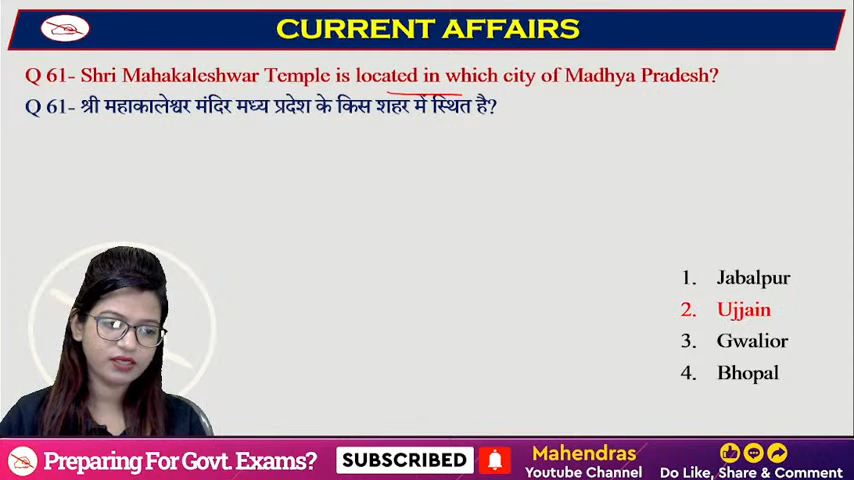 CURRENT AFFAIRS
Q 61- Shri Mahakaleshwar Temple is located in which city of Madhya Pradesh?
Q 61- श्री महाकालेश्वर मंदिर मध्य प्रदेश के किस शहर में स्थित है?
1. Jabalpur
2. Ujjain
3. Gwalior
4. Bhopal
Preparing For Govt. Exams?
SUBSCRIBED
Mahendras
Youtube Channel
Do Like, Share & Comment